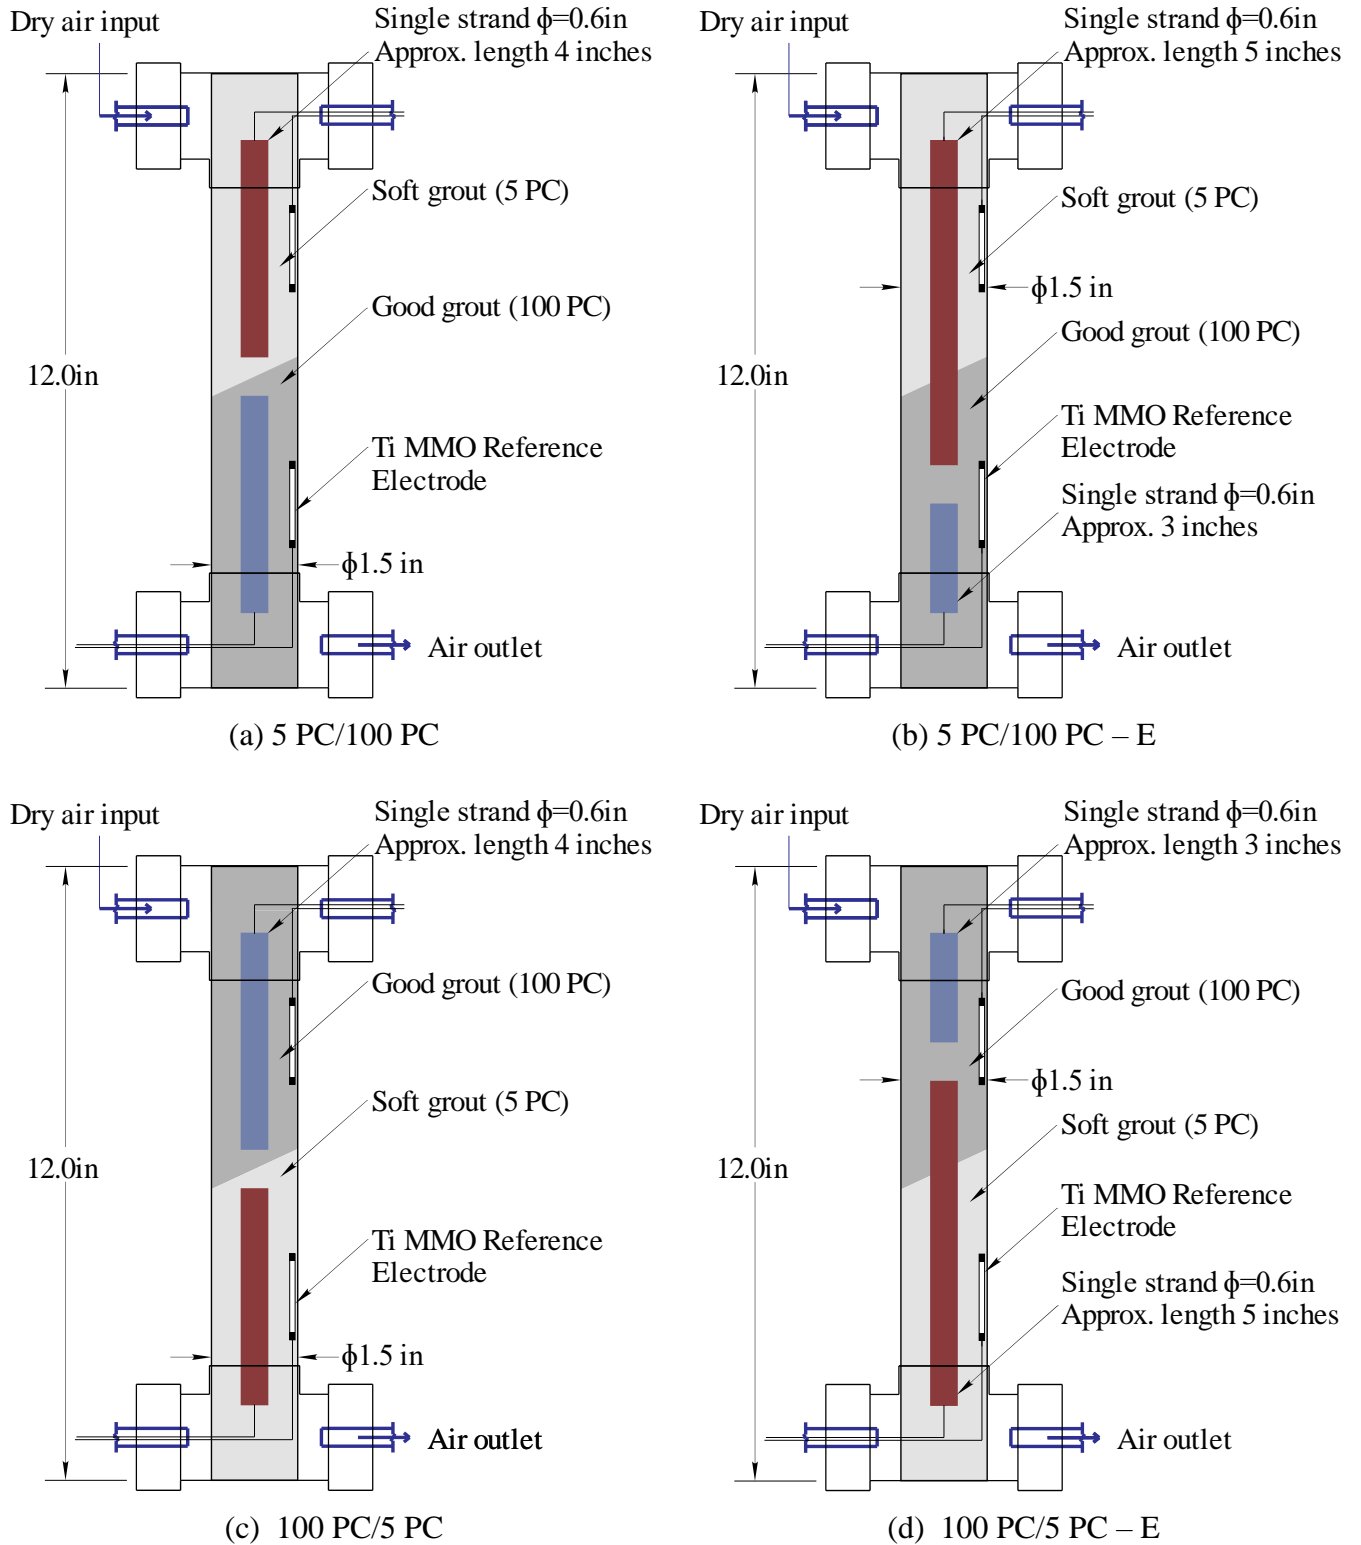 Dry air input
Single strand ϕ=0.6in
Approx. length 4 inches
Soft grout (5 PC)
Good grout (100 PC)
12.0in
Ti MMO Reference
Electrode
ϕ1.5 in
Air outlet
(a) 5 PC/100 PC
Dry air input
Single strand ϕ=0.6in
Approx. length 5 inches
Soft grout (5 PC)
ϕ1.5 in
Good grout (100 PC)
12.0in
Ti MMO Reference
Electrode
Single strand ϕ=0.6in
Approx. 3 inches
Air outlet
(b) 5 PC/100 PC – E
Dry air input
Single strand ϕ=0.6in
Approx. length 4 inches
Good grout (100 PC)
Soft grout (5 PC)
12.0in
Ti MMO Reference
Electrode
ϕ1.5 in
Air outlet
(c) 100 PC/5 PC
Dry air input
Single strand ϕ=0.6in
Approx. length 3 inches
Good grout (100 PC)
ϕ1.5 in
Soft grout (5 PC)
12.0in
Ti MMO Reference
Electrode
Single strand ϕ=0.6in
Approx. length 5 inches
Air outlet
(d) 100 PC/5 PC – E